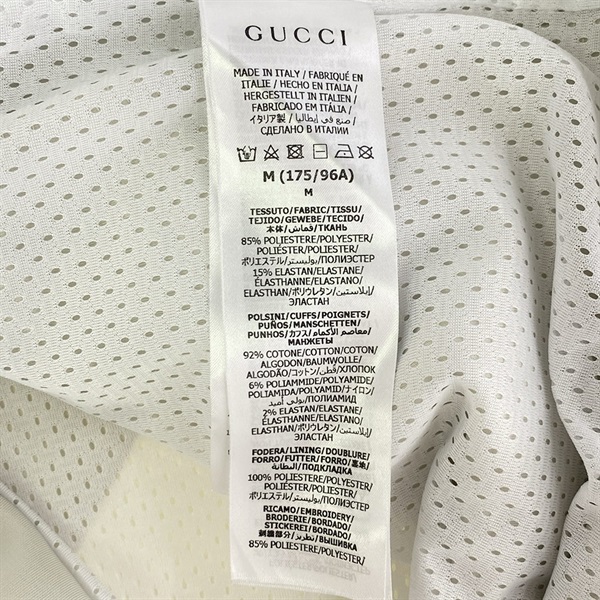 GUCCI
MADE IN ITALY / FABRIQUÉ EN
ITALIE / HECHO EN ITALIA /
HERGESTELLT IN ITALIEN /
FABRICADO EM ITÁLIA /
イタリア製 / صنع في إيطاليا /
СДЕЛАНО В ИТАЛИИ
M (175/96A)
M
TESSUTO/FABRIC/TISSU/
TEJIDO/GEWEBE/TECIDO/
本体/قماش/ТКАНЬ
85% POLIESTERE/POLYESTER/
POLYESTER/POLIÉSTER/
POLYESTER/POLIÉSTER/
ポリエステル/بوليستر/ПОЛИЭСТЕР
15% ELASTAN/ELASTANE/
ÉLASTHANNE/ELASTANO/
ELASTHAN/ポリウレタン/إيلاستين/
ЭЛАСТАН
POLSINI/CUFFS/POIGNETS/
PUÑOS/MANSCHETTEN/
PUNHOS/カフス/معاصم الأكمام/
МАНЖЕТЫ
92% COTONE/COTTON/COTON/
ALGODÓN/BAUMWOLLE/
ALGODÃO/コットン/قطن/ХЛОПОК
6% POLIAMMIDE/POLYAMIDE/
POLIAMIDA/POLYAMID/
POLIAMIDA/ナイロン/
بولي أميد/ПОЛИАМИД
2% ELASTAN/ELASTANE/
ÉLASTHANNE/ELASTANO/
ELASTHAN/ポリウレタン/إيلاستين/
ЭЛАСТАН
FODERA/LINING/DOUBLURE/
FORRO/FUTTER/FORRO/裏地/
البطانة/ПОДКЛАДКА
100% POLIESTERE/POLYESTER/
POLYESTER/POLIÉSTER/
POLYESTER/POLIÉSTER/
ポリエステル/بوليستر/ПОЛИЭСТЕР
RICAMO/EMBROIDERY/
BRODERIE/BORDADO/
STICKEREI/BORDADO/
刺繍部分/تطريز/ВЫШИВКА
85% POLIESTERE/POLYESTER/